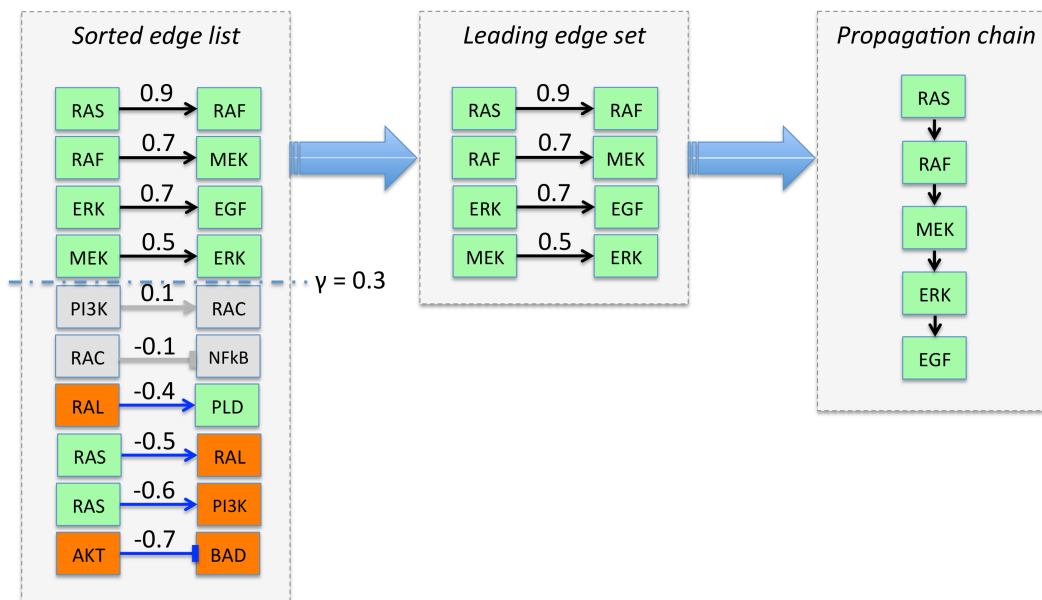 Sorted edge list
RAS 0.9 RAF
RAF 0.7 MEK
ERK 0.7 EGF
MEK 0.5 ERK
γ = 0.3
PI3K 0.1 RAC
RAC -0.1 NFkB
RAL -0.4 PLD
RAS -0.5 RAL
RAS -0.6 PI3K
AKT -0.7 BAD
Leading edge set
RAS 0.9 RAF
RAF 0.7 MEK
ERK 0.7 EGF
MEK 0.5 ERK
Propagation chain
RAS
RAF
MEK
ERK
EGF